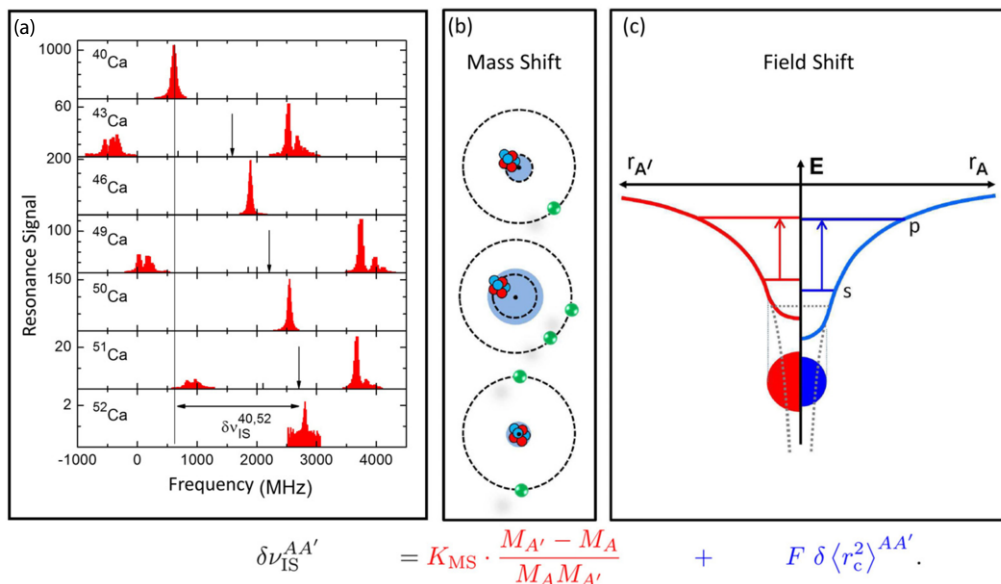 (a)
1000
0
⁴⁰Ca
60
⁴³Ca
200
⁴⁶Ca
100
⁴⁹Ca
150
⁵⁰Ca
20
⁵¹Ca
2
⁵²Ca
δν_IS^40,52
-1000 0 1000 2000 3000 4000
Frequency (MHz)
Resonance Signal
(b)
Mass Shift
(c)
Field Shift
r_A' E r_A
p
s
δν_IS^AA' = K_MS · (M_A' − M_A) / (M_A M_A') + F δ⟨r_c^2⟩^AA'.